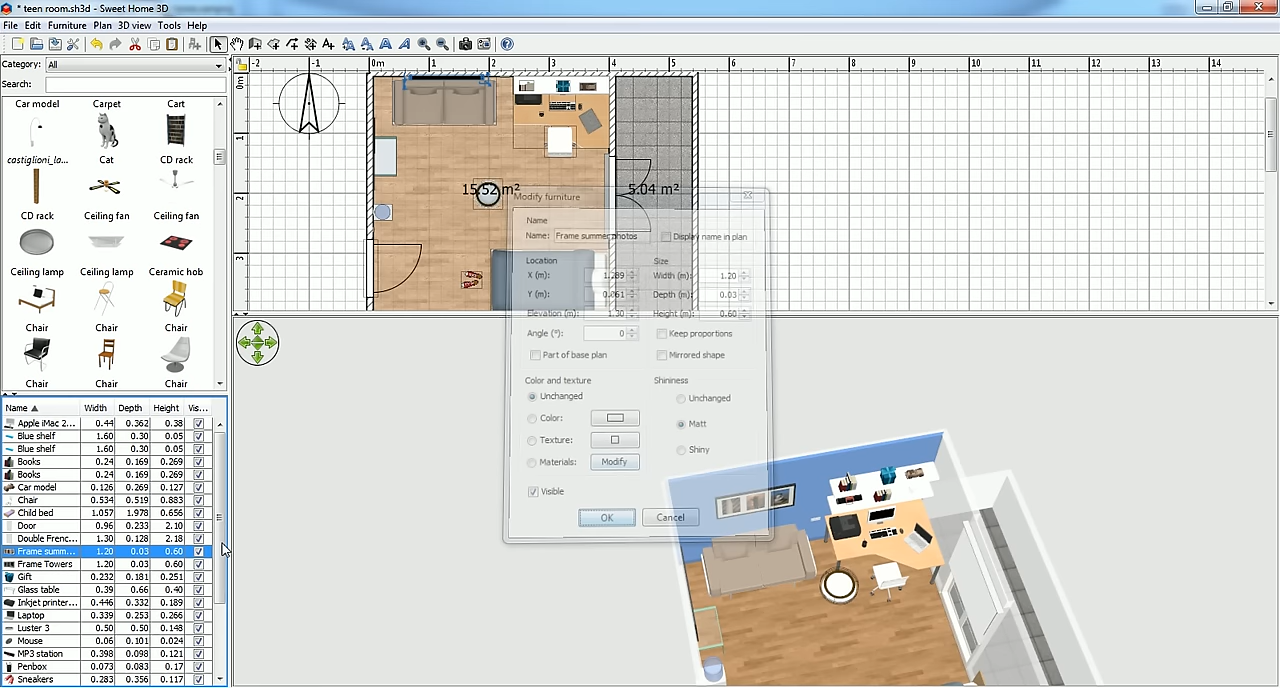 * teen room.sh3d - Sweet Home 3D
File Edit Furniture Plan 3D view Tools Help
Category: All
Search:
-2 -1 0m 1 2 3 4 5 6 7 8 9 10 11 12 13 14
0m
1
2
3
Car model Carpet Cart
castiglioni_la... Cat CD rack
CD rack Ceiling fan Ceiling fan
Ceiling lamp Ceiling lamp Ceramic hob
Chair Chair Chair
Chair Chair Chair
15.52 m²
5.04 m²
Modify furniture
Name
Name: Frame summer photos Display name in plan
Location Size
X (m): 1.289 Width (m): 1.20
Y (m): 0.061 Depth (m): 0.03
Elevation (m): 1.30 Height (m): 0.60
Angle (°): 0 Keep proportions
Part of base plan Mirrored shape
Color and texture Shininess
Unchanged Unchanged
Color: Matt
Texture: Shiny
Materials: Modify
Visible
OK Cancel
Name Width Depth Height Vis...
Apple iMac 2... 0.44 0.362 0.38
Blue shelf 1.60 0.30 0.05
Blue shelf 1.60 0.30 0.05
Books 0.24 0.169 0.269
Books 0.24 0.169 0.269
Car model 0.126 0.269 0.127
Chair 0.534 0.519 0.883
Child bed 1.057 1.978 0.656
Door 0.96 0.233 2.10
Double Frenc... 1.30 0.128 2.18
Frame summ... 1.20 0.03 0.60
Frame Towers 1.20 0.03 0.60
Gift 0.232 0.181 0.251
Glass table 0.39 0.66 0.40
Inkjet printer... 0.446 0.332 0.189
Laptop 0.339 0.253 0.266
Luster 3 0.50 0.50 0.148
Mouse 0.06 0.101 0.024
MP3 station 0.398 0.098 0.121
Penbox 0.073 0.083 0.17
Sneakers 0.283 0.356 0.117